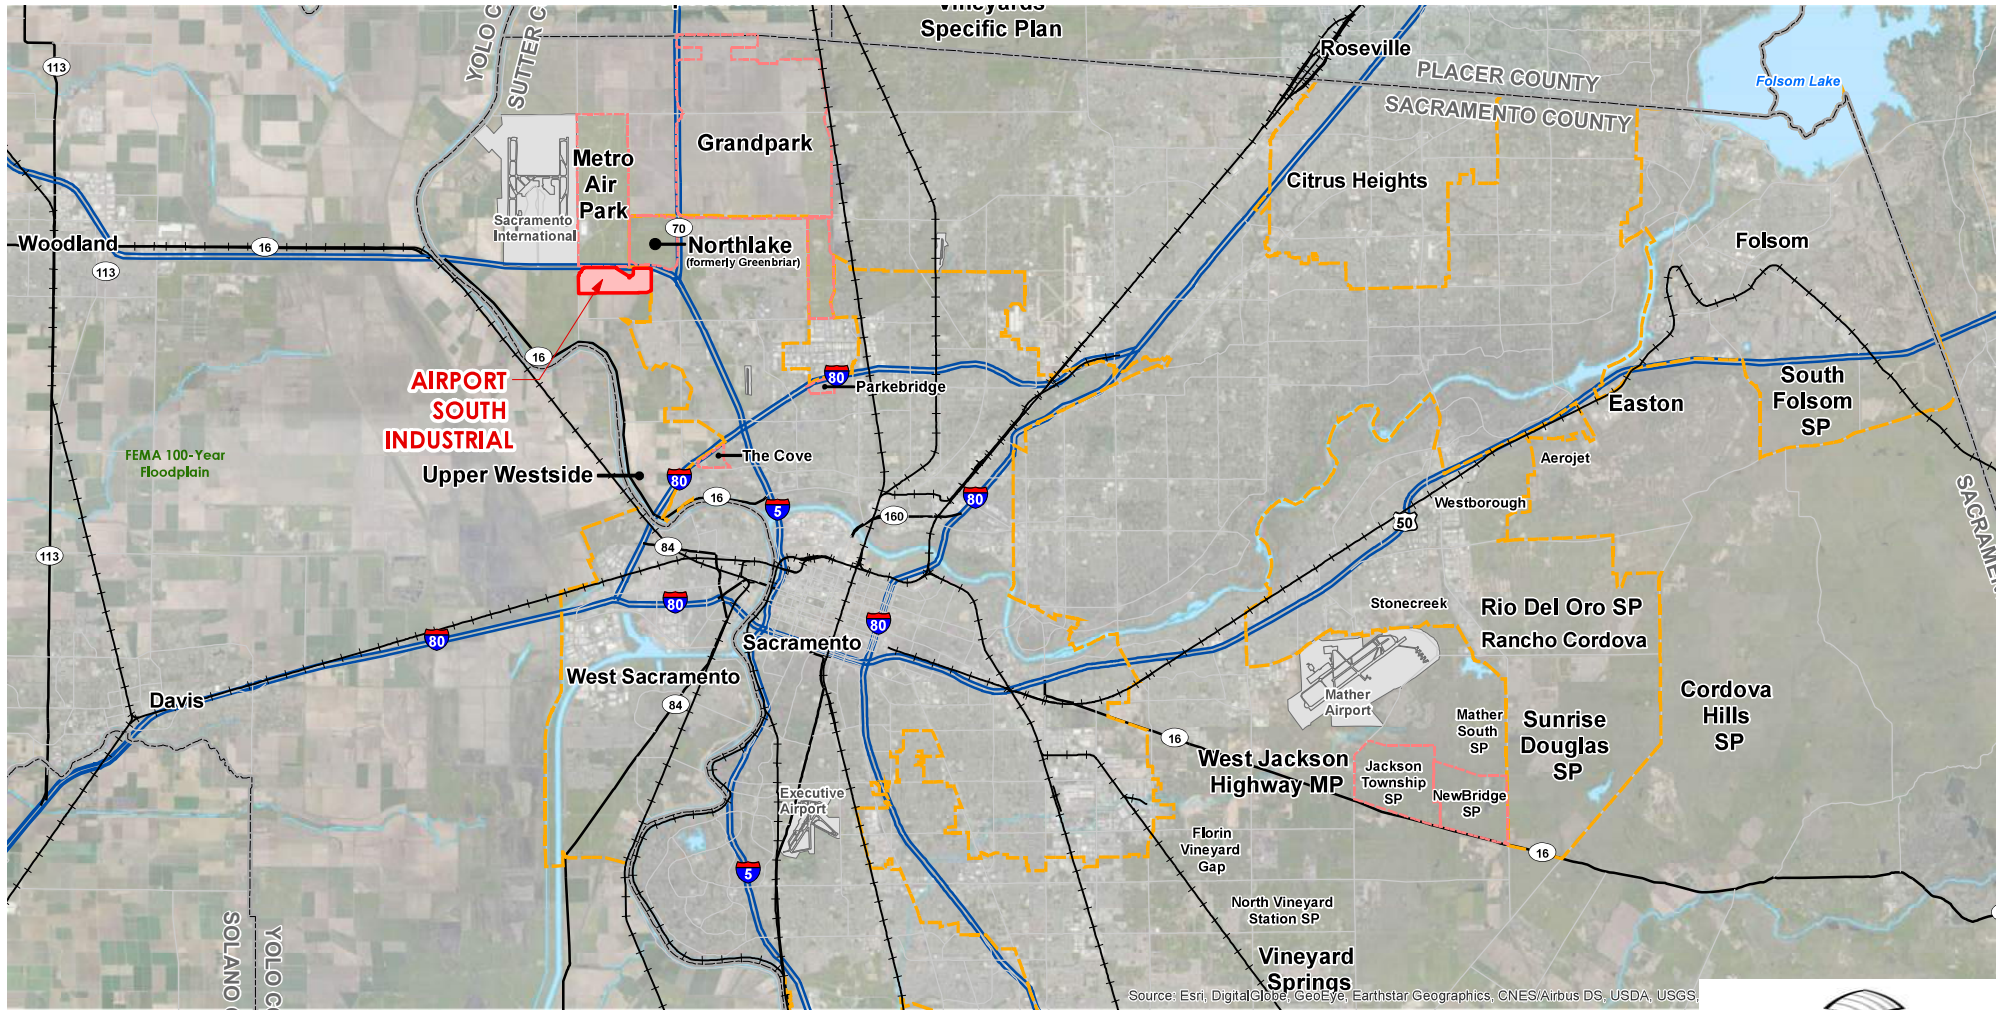 Vineyards
Specific Plan
Roseville
PLACER COUNTY
SACRAMENTO COUNTY
Folsom Lake
YOLO C
SUTTER C
113
Grandpark
Metro
Air
Park
Sacramento
International
Citrus Heights
Woodland
16
113
70
Northlake
(formerly Greenbriar)
Folsom
16
AIRPORT
SOUTH
INDUSTRIAL
80
Parkebridge
South
Folsom
SP
Easton
FEMA 100-Year
Floodplain
Upper Westside
The Cove
80
16
5
160
80
Aerojet
Westborough
50
SACRAMEN
113
84
80
80
80
Stonecreek
Rio Del Oro SP
Rancho Cordova
Sacramento
West Sacramento
84
Davis
Mather
Airport
Cordova
Hills
SP
Mather
South
SP
Sunrise
Douglas
SP
16
West Jackson
Highway MP
Jackson
Township
SP
NewBridge
SP
Executive
Airport
Florin
Vineyard
Gap
16
5
North Vineyard
Station SP
Vineyard
Springs
SOLANO
YOLO CO
Source: Esri, DigitalGlobe, GeoEye, Earthstar Geographics, CNES/Airbus DS, USDA, USGS,